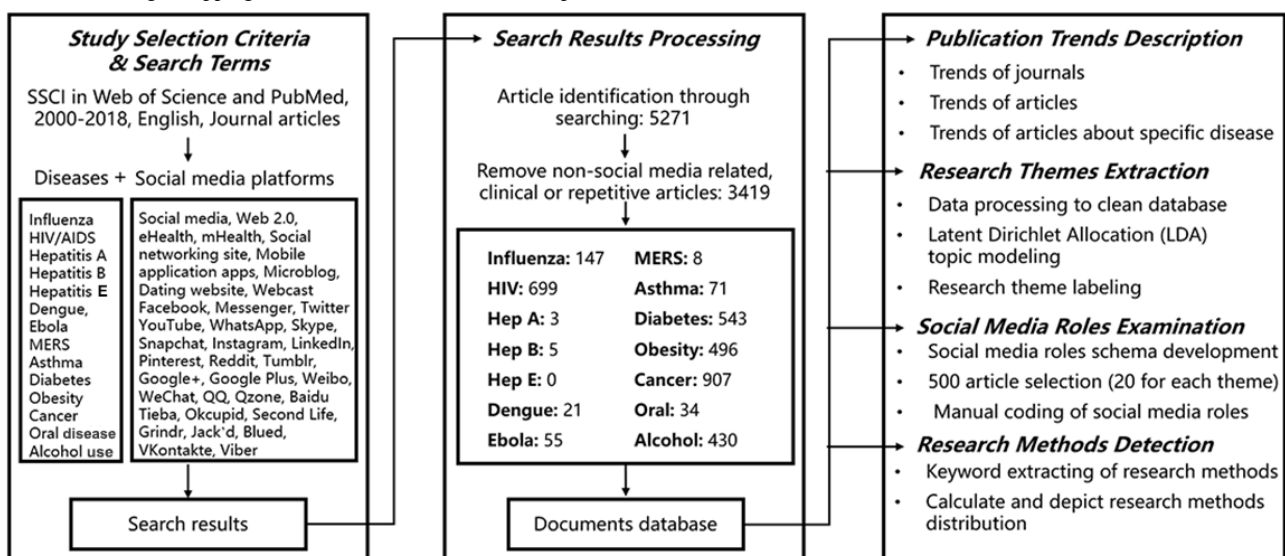 Study Selection Criteria
& Search Terms
SSCI in Web of Science and PubMed,
2000-2018, English, Journal articles
Diseases + Social media platforms
Influenza
HIV/AIDS
Hepatitis A
Hepatitis B
Hepatitis E
Dengue,
Ebola
MERS
Asthma
Diabetes
Obesity
Cancer
Oral disease
Alcohol use
Social media, Web 2.0,
eHealth, mHealth, Social
networking site, Mobile
application apps, Microblog,
Dating website, Webcast
Facebook, Messenger, Twitter
YouTube, WhatsApp, Skype,
Snapchat, Instagram, LinkedIn,
Pinterest, Reddit, Tumblr,
Google+, Google Plus, Weibo,
WeChat, QQ, Qzone, Baidu
Tieba, Okcupid, Second Life,
Grindr, Jack'd, Blued,
VKontakte, Viber
Search results
Search Results Processing
Article identification through
searching: 5271
Remove non-social media related,
clinical or repetitive articles: 3419
Influenza: 147
HIV: 699
Hep A: 3
Hep B: 5
Hep E: 0
Dengue: 21
Ebola: 55
MERS: 8
Asthma: 71
Diabetes: 543
Obesity: 496
Cancer: 907
Oral: 34
Alcohol: 430
Documents database
Publication Trends Description
• Trends of journals
• Trends of articles
• Trends of articles about specific disease
Research Themes Extraction
• Data processing to clean database
• Latent Dirichlet Allocation (LDA)
topic modeling
• Research theme labeling
Social Media Roles Examination
• Social media roles schema development
• 500 article selection (20 for each theme)
• Manual coding of social media roles
Research Methods Detection
• Keyword extracting of research methods
• Calculate and depict research methods
distribution